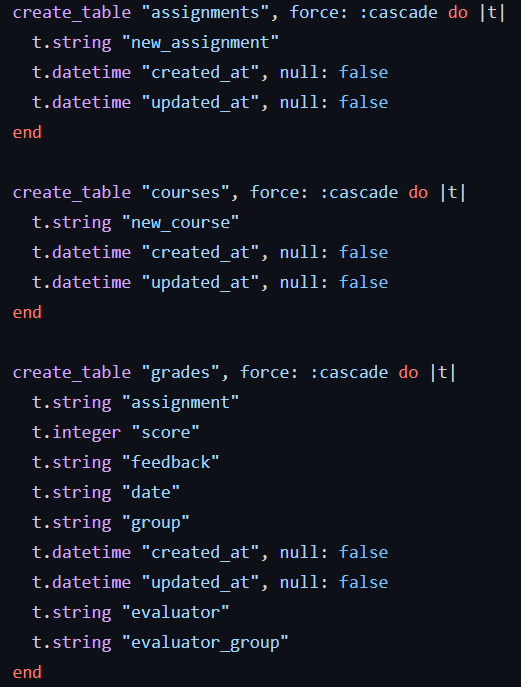 create_table "assignments", force: :cascade do |t|
  t.string "new_assignment"
  t.datetime "created_at", null: false
  t.datetime "updated_at", null: false
end

create_table "courses", force: :cascade do |t|
  t.string "new_course"
  t.datetime "created_at", null: false
  t.datetime "updated_at", null: false
end

create_table "grades", force: :cascade do |t|
  t.string "assignment"
  t.integer "score"
  t.string "feedback"
  t.string "date"
  t.string "group"
  t.datetime "created_at", null: false
  t.datetime "updated_at", null: false
  t.string "evaluator"
  t.string "evaluator_group"
end